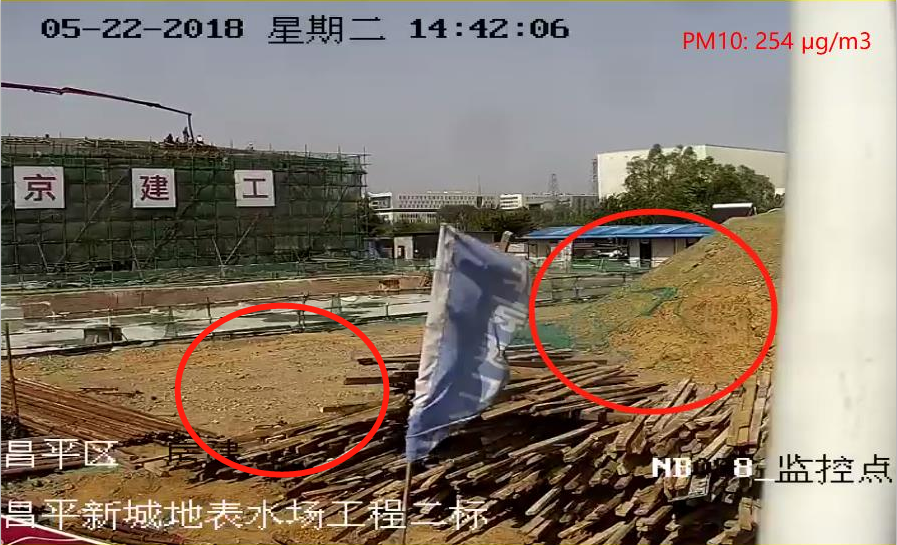 05-22-2018 星期二 14:42:06
PM10: 254 μg/m3
京建工
昌平区
监控点
昌平新城地表水场工程二标